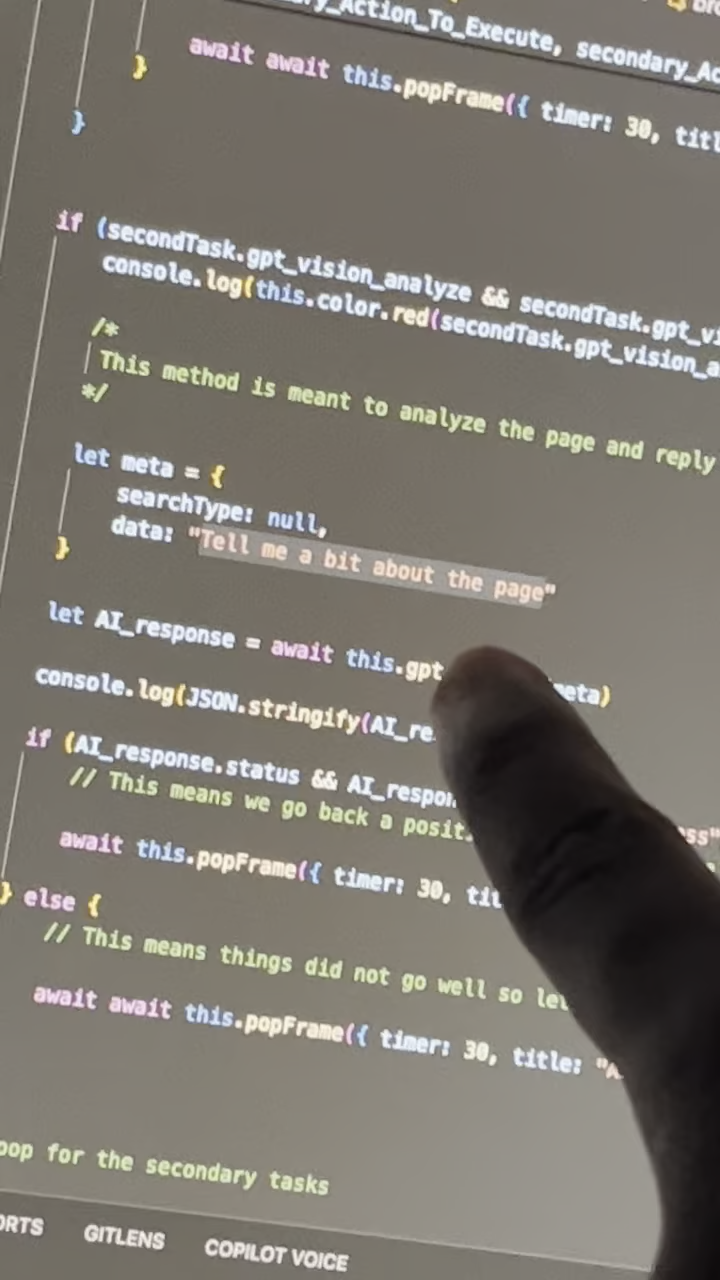 Action_To_Execute, secondary_Ac
await await this.popFrame({ timer: 30, titl
}
}
if (secondTask.gpt_vision_analyze && secondTask.gpt_vi
console.log(this.color.red(secondTask.gpt_vision_a
/*
This method is meant to analyze the page and reply
*/
let meta = {
searchType: null,
data: "Tell me a bit about the page"
}
let AI_response = await this.gpt meta)
console.log(JSON.stringify(AI_re
if (AI_response.status && AI_respon ss"
// This means we go back a posit
await this.popFrame({ timer: 30, tit
} else {
// This means things did not go well so le
await await this.popFrame({ timer: 30, title: "A
oop for the secondary tasks
ORTS GITLENS COPILOT VOICE